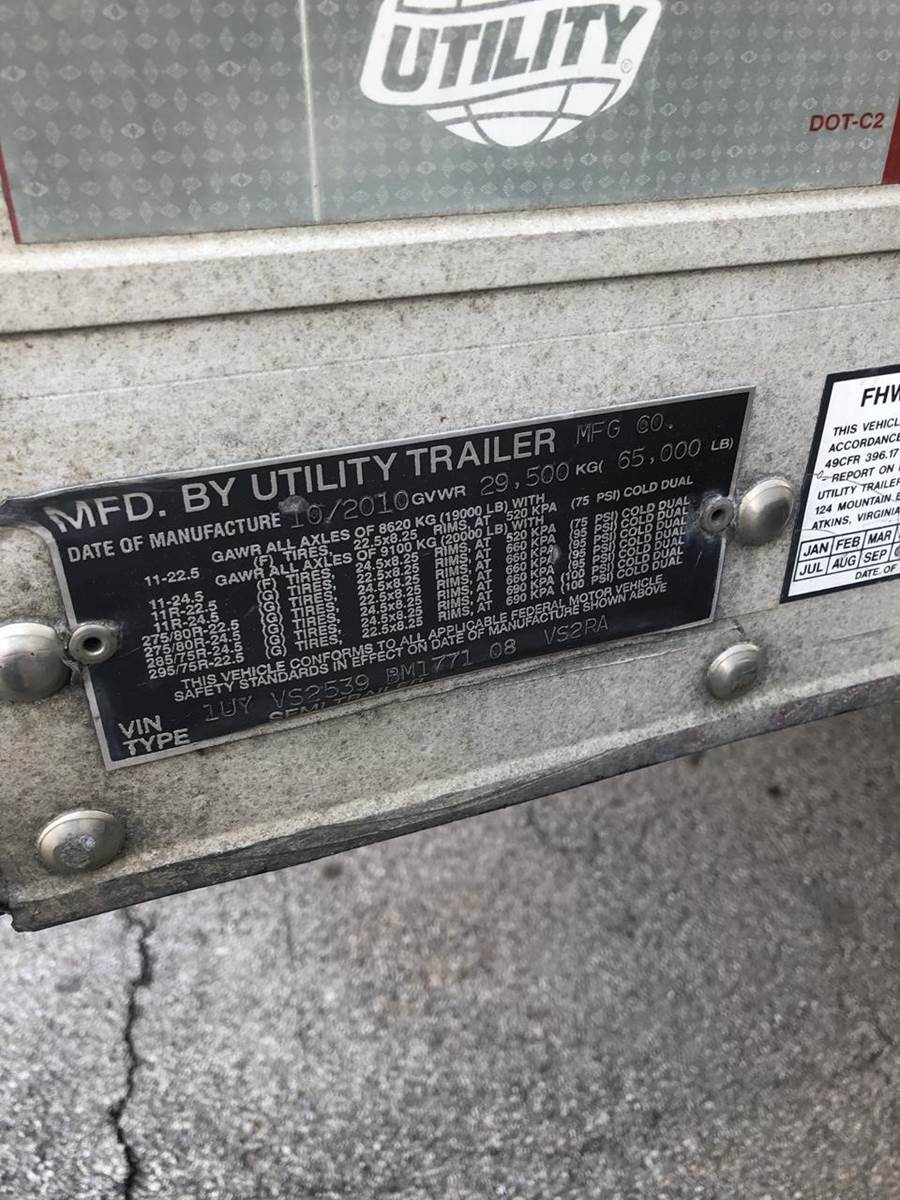 UTILITY®
DOT-C2
MFD. BY UTILITY TRAILER MFG CO.
DATE OF MANUFACTURE 10/2010 GVWR 29,500 KG( 65,000 LB)
GAWR ALL AXLES OF 8620 KG (19000 LB) WITH
11-22.5 (F) TIRES, 22.5x8.25 RIMS, AT 520 KPA (75 PSI) COLD DUAL
GAWR ALL AXLES OF 9100 KG (20000 LB) WITH
11-24.5 (F) TIRES, 24.5x8.25 RIMS, AT 520 KPA (75 PSI) COLD DUAL
11R-22.5 (G) TIRES, 22.5x8.25 RIMS, AT 660 KPA (95 PSI) COLD DUAL
11R-24.5 (G) TIRES, 24.5x8.25 RIMS, AT 660 KPA (95 PSI) COLD DUAL
275/80R-22.5 (G) TIRES, 22.5x8.25 RIMS, AT 660 KPA (95 PSI) COLD DUAL
275/80R-24.5 (G) TIRES, 24.5x8.25 RIMS, AT 660 KPA (95 PSI) COLD DUAL
285/75R-24.5 (G) TIRES, 24.5x8.25 RIMS, AT 660 KPA (95 PSI) COLD DUAL
295/75R-22.5 (G) TIRES, 22.5x8.25 RIMS, AT 690 KPA (100 PSI) COLD DUAL
THIS VEHICLE CONFORMS TO ALL APPLICABLE FEDERAL MOTOR VEHICLE
SAFETY STANDARDS IN EFFECT ON DATE OF MANUFACTURE SHOWN ABOVE
VIN 1UY VS2539 BM1771 08 VS2RA
TYPE
FHW
THIS VEHICL
ACCORDANCE
49CFR 396.17
REPORT ON
UTILITY TRAILER
124 MOUNTAIN E
ATKINS, VIRGINIA
JAN FEB MAR
JUL AUG SEP
DATE OF